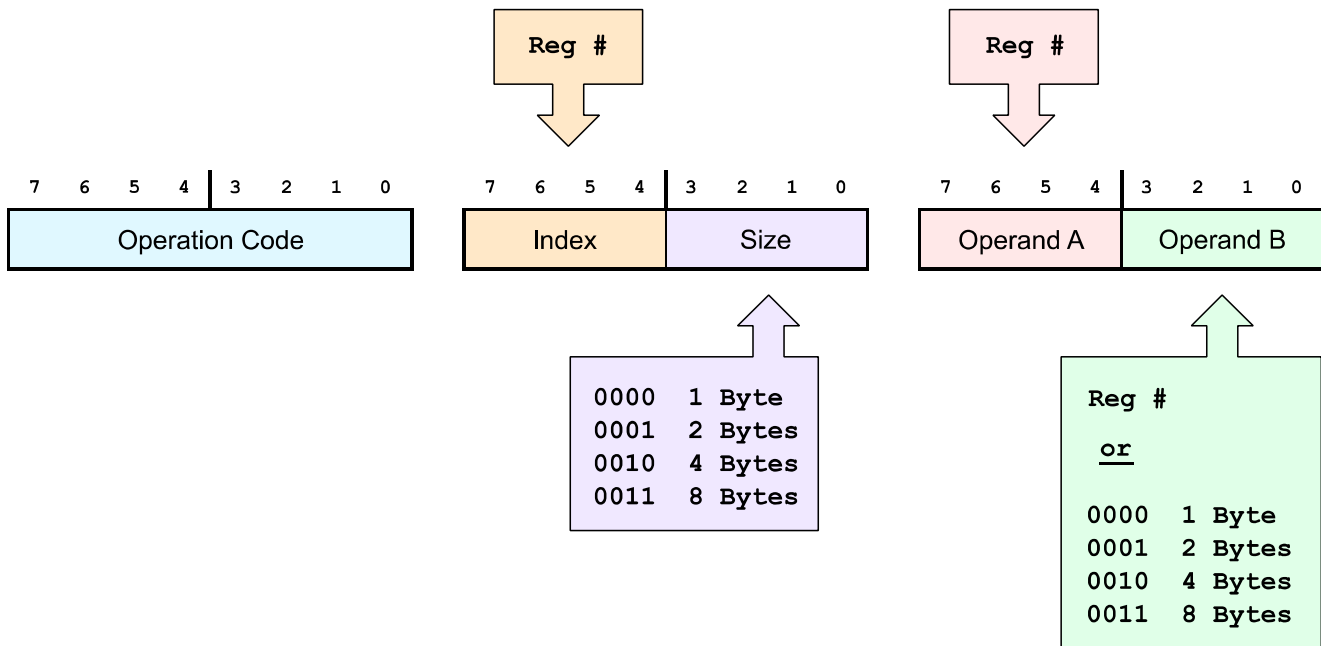 Reg #
Reg #
7 6 5 4 3 2 1 0
7 6 5 4 3 2 1 0
7 6 5 4 3 2 1 0
Operation Code
Index
Size
Operand A
Operand B
0000 1 Byte
0001 2 Bytes
0010 4 Bytes
0011 8 Bytes
Reg #
or
0000 1 Byte
0001 2 Bytes
0010 4 Bytes
0011 8 Bytes